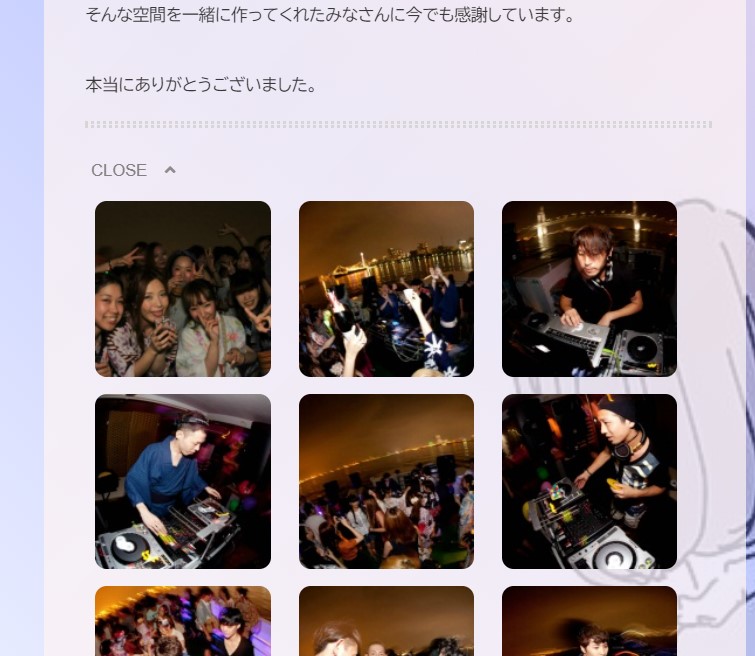 そんな空間を一緒に作ってくれたみなさんに今でも感謝しています。
本当にありがとうございました。
CLOSE